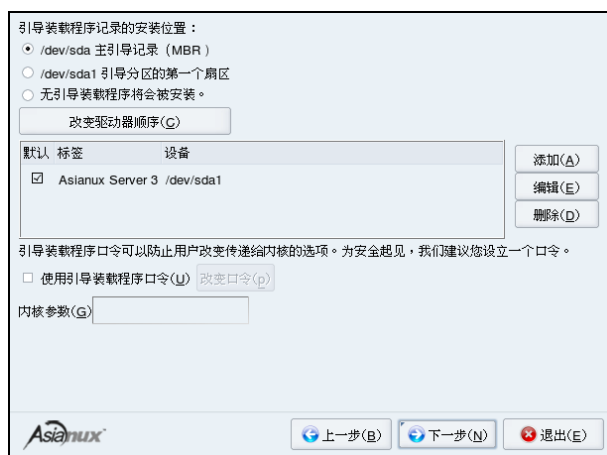 引导装载程序记录的安装位置：
/dev/sda 主引导记录（MBR）
/dev/sda1 引导分区的第一个扇区
无引导装载程序将会被安装。
改变驱动器顺序(C)
默认 标签 设备
Asianux Server 3 /dev/sda1
添加(A)
编辑(E)
删除(D)
引导装载程序口令可以防止用户改变传递给内核的选项。为安全起见，我们建议您设立一个口令。
使用引导装载程序口令(U) 改变口令(p)
内核参数(G)
Asianux 上一步(B) 下一步(N) 退出(E)